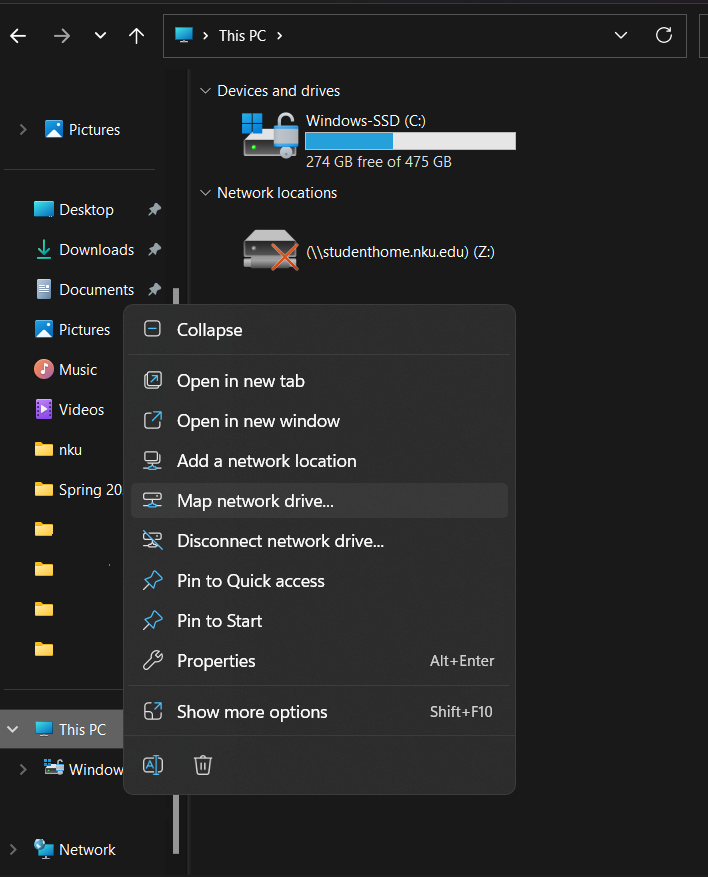 This PC
Devices and drives
Windows-SSD (C:)
274 GB free of 475 GB
Network locations
(\\studenthome.nku.edu) (Z:)
Pictures
Desktop
Downloads
Documents
Pictures
Music
Videos
nku
Spring 20
This PC
Window
Network
Collapse
Open in new tab
Open in new window
Add a network location
Map network drive...
Disconnect network drive...
Pin to Quick access
Pin to Start
Properties Alt+Enter
Show more options Shift+F10